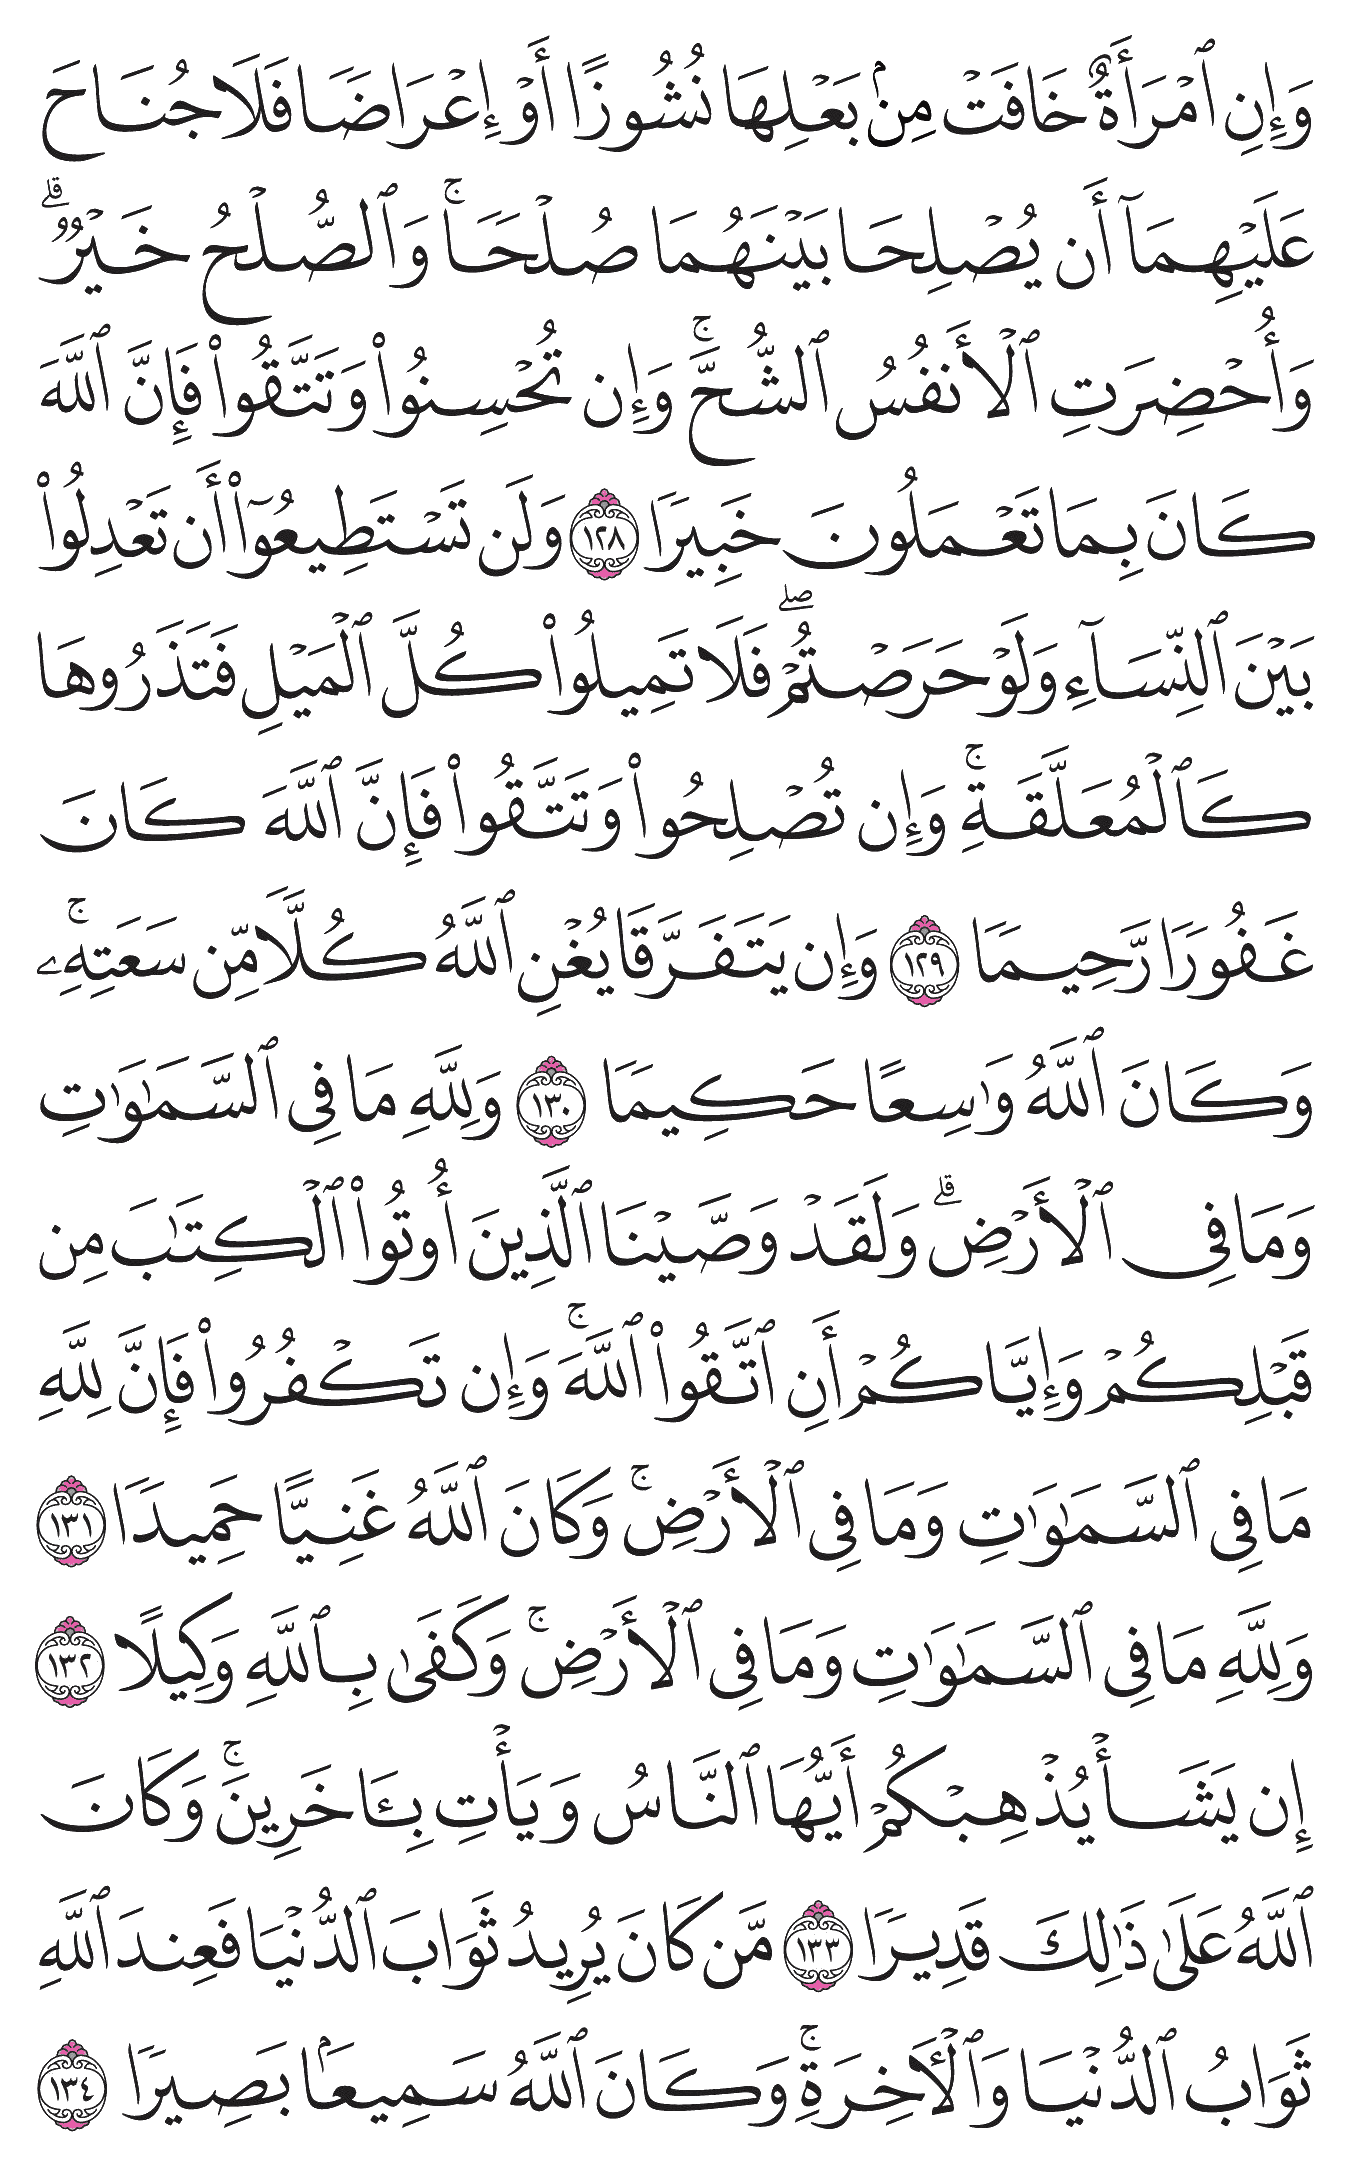 وَإِنِ ٱمۡرَأَةٌ خَافَتۡ مِنۢ بَعۡلِهَا نُشُوزًا أَوۡ إِعۡرَاضٗا فَلَا جُنَاحَ
عَلَيۡهِمَآ أَن يُصۡلِحَا بَيۡنَهُمَا صُلۡحٗاۚ وَٱلصُّلۡحُ خَيۡرٞۗ
وَأُحۡضِرَتِ ٱلۡأَنفُسُ ٱلشُّحَّۚ وَإِن تُحۡسِنُواْ وَتَتَّقُواْ فَإِنَّ ٱللَّهَ
كَانَ بِمَا تَعۡمَلُونَ خَبِيرٗا ١٢٨ وَلَن تَسۡتَطِيعُوٓاْ أَن تَعۡدِلُواْ
بَيۡنَ ٱلنِّسَآءِ وَلَوۡ حَرَصۡتُمۡۖ فَلَا تَمِيلُواْ كُلَّ ٱلۡمَيۡلِ فَتَذَرُوهَا
كَٱلۡمُعَلَّقَةِۚ وَإِن تُصۡلِحُواْ وَتَتَّقُواْ فَإِنَّ ٱللَّهَ كَانَ
غَفُورٗا رَّحِيمٗا ١٢٩ وَإِن يَتَفَرَّقَا يُغۡنِ ٱللَّهُ كُلّٗا مِّن سَعَتِهِۦۚ
وَكَانَ ٱللَّهُ وَٰسِعًا حَكِيمٗا ١٣٠ وَلِلَّهِ مَا فِي ٱلسَّمَٰوَٰتِ
وَمَا فِي ٱلۡأَرۡضِۗ وَلَقَدۡ وَصَّيۡنَا ٱلَّذِينَ أُوتُواْ ٱلۡكِتَٰبَ مِن
قَبۡلِكُمۡ وَإِيَّاكُمۡ أَنِ ٱتَّقُواْ ٱللَّهَۚ وَإِن تَكۡفُرُواْ فَإِنَّ لِلَّهِ
مَا فِي ٱلسَّمَٰوَٰتِ وَمَا فِي ٱلۡأَرۡضِۚ وَكَانَ ٱللَّهُ غَنِيًّا حَمِيدٗا ١٣١
وَلِلَّهِ مَا فِي ٱلسَّمَٰوَٰتِ وَمَا فِي ٱلۡأَرۡضِۚ وَكَفَىٰ بِٱللَّهِ وَكِيلًا ١٣٢
إِن يَشَأۡ يُذۡهِبۡكُمۡ أَيُّهَا ٱلنَّاسُ وَيَأۡتِ بِـَٔاخَرِينَۚ وَكَانَ
ٱللَّهُ عَلَىٰ ذَٰلِكَ قَدِيرٗا ١٣٣ مَّن كَانَ يُرِيدُ ثَوَابَ ٱلدُّنۡيَا فَعِندَ ٱللَّهِ
ثَوَابُ ٱلدُّنۡيَا وَٱلۡأٓخِرَةِۚ وَكَانَ ٱللَّهُ سَمِيعَۢا بَصِيرٗا ١٣٤